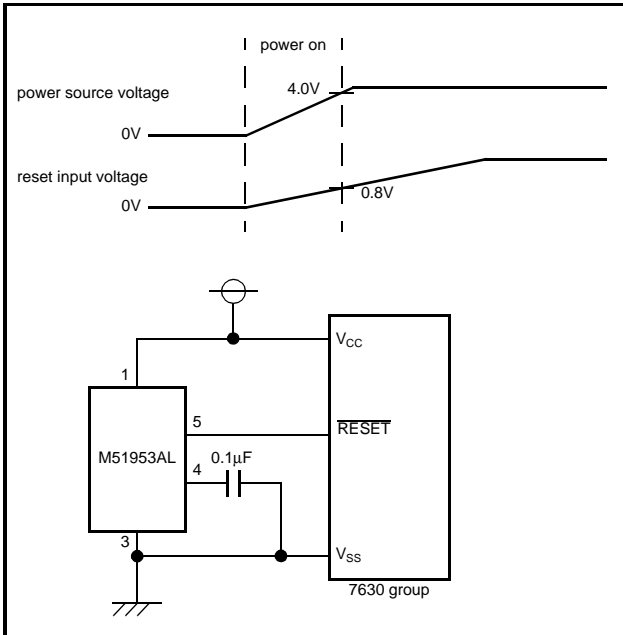 power on
power source voltage
4.0V
0V
reset input voltage
0V
0.8V
1
VCC
5
RESET
M51953AL
4
0.1μF
3
VSS
7630 group